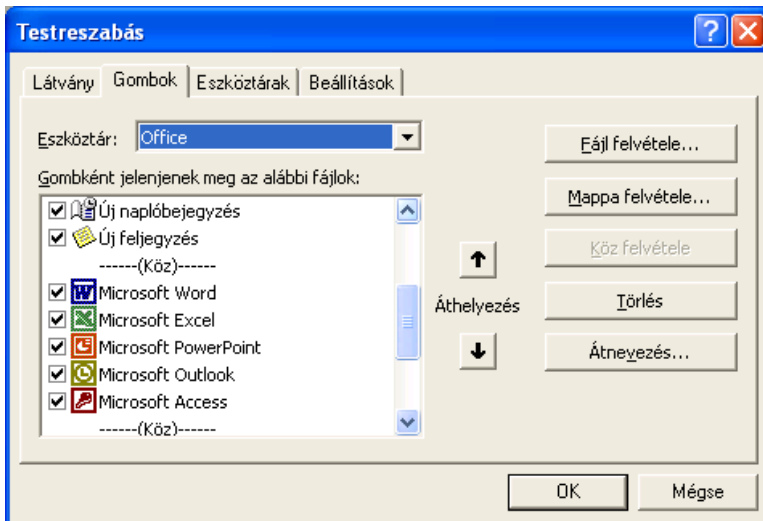 Testreszabás
Látvány
Gombok
Eszköztárak
Beállítások
Eszköztár:
Office
Gombként jelenjenek meg az alábbi fájlok:
Új naplóbejegyzés
Új feljegyzés
------(Köz)------
Microsoft Word
Microsoft Excel
Microsoft PowerPoint
Microsoft Outlook
Microsoft Access
------(Köz)------
Áthelyezés
Fájl felvétele...
Mappa felvétele...
Köz felvétele
Törlés
Átnevezés...
OK
Mégse